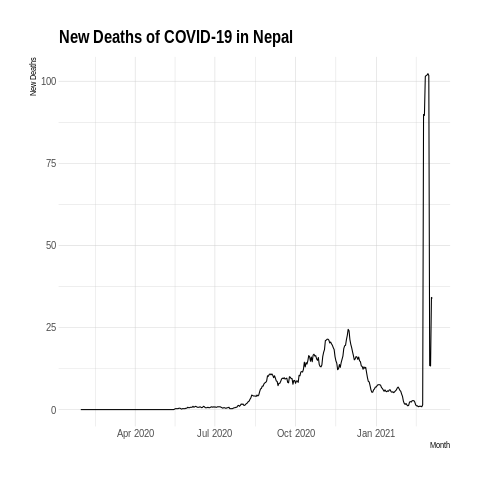 New Deaths of COVID-19 in Nepal
New Deaths
100
75
50
25
0
Apr 2020
Jul 2020
Oct 2020
Jan 2021
Month